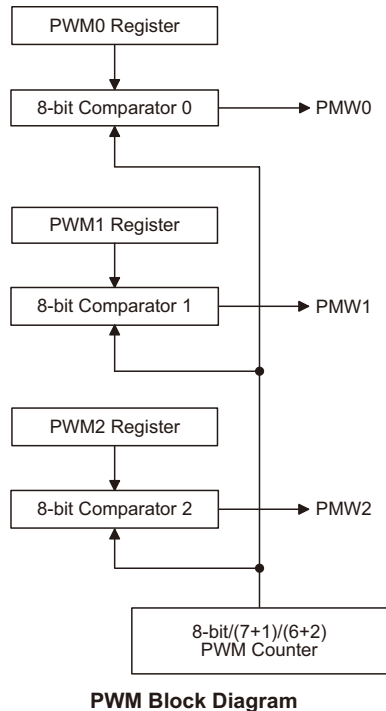 PWM0 Register
8-bit Comparator 0
PMW0
PWM1 Register
8-bit Comparator 1
PMW1
PWM2 Register
8-bit Comparator 2
PMW2
8-bit/(7+1)/(6+2)
PWM Counter
PWM Block Diagram